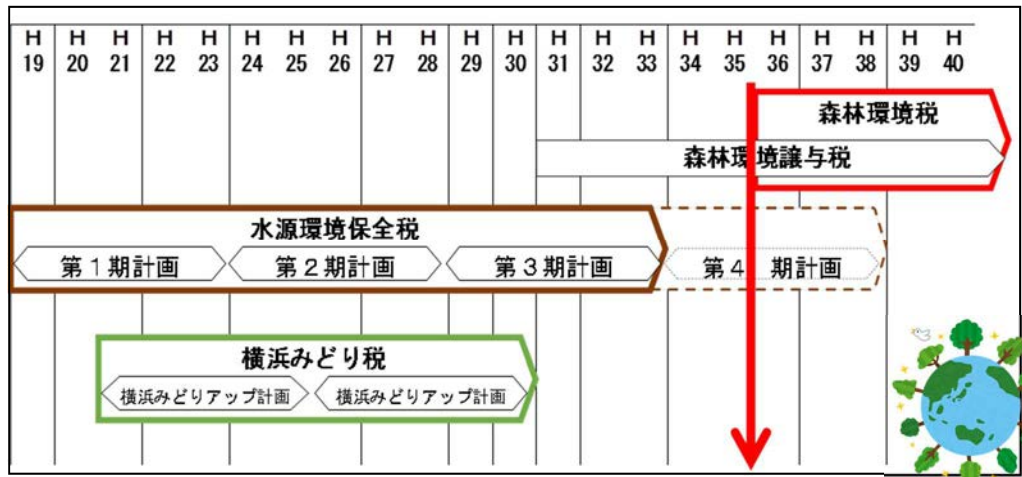 H H H H H H H H H H H H H H H H H H H H H H
19 20 21 22 23 24 25 26 27 28 29 30 31 32 33 34 35 36 37 38 39 40
森林環境税
森林環境譲与税
水源環境保全税
第1期計画 第2期計画 第3期計画 第4 期計画
横浜みどり税
横浜みどりアップ計画 横浜みどりアップ計画